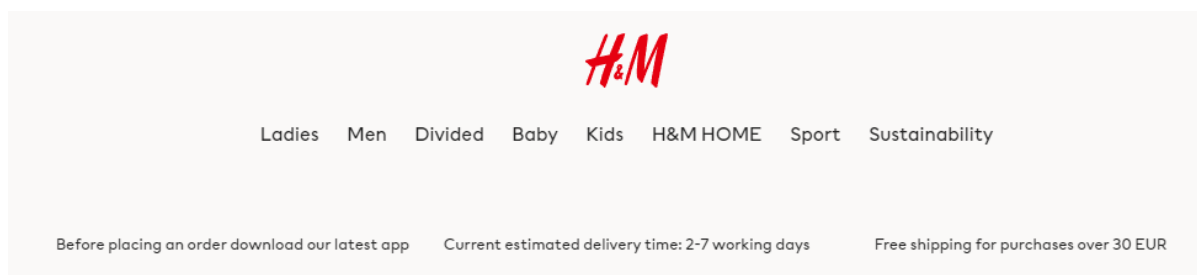 H&M
Ladies Men Divided Baby Kids H&M HOME Sport Sustainability
Before placing an order download our latest app Current estimated delivery time: 2-7 working days Free shipping for purchases over 30 EUR